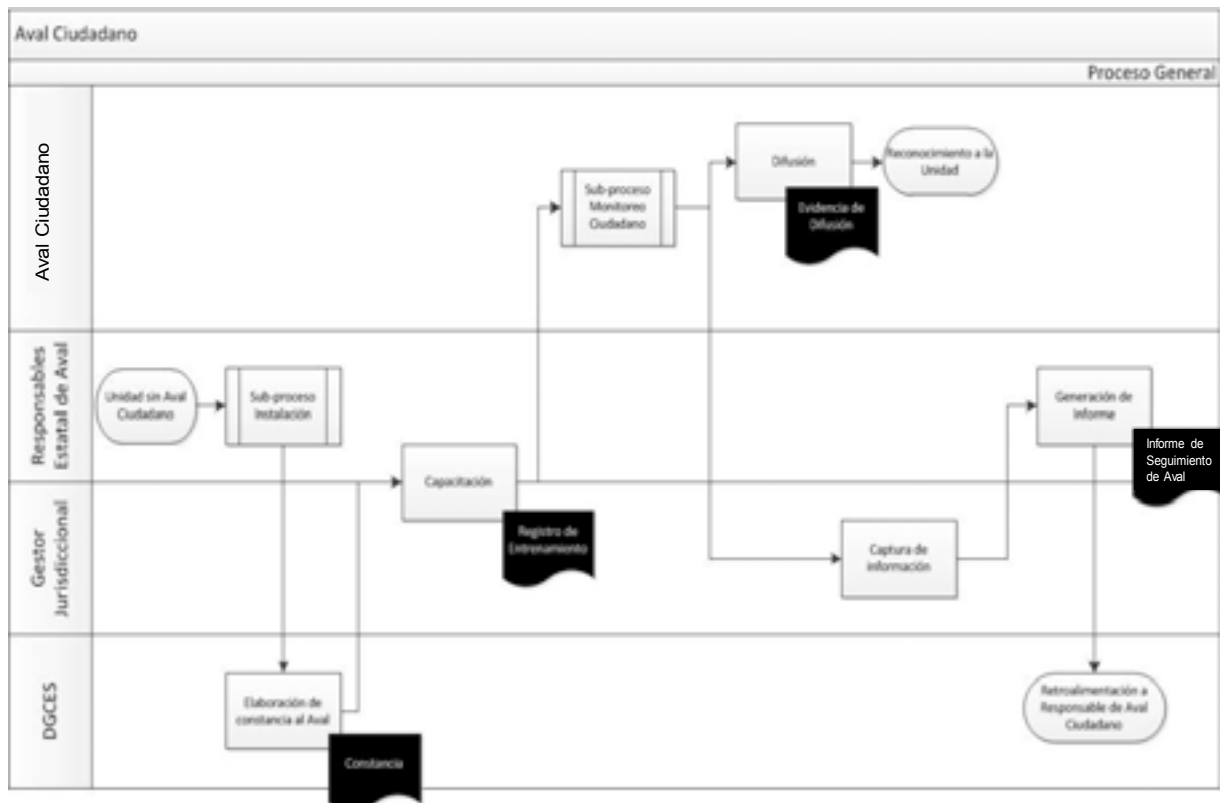 Aval Ciudadano
Proceso General
Aval Ciudadano
Difusión
Reconocimiento a la
Unidad
Sub-proceso
Monitoreo
Ciudadano
Evidencia de
Difusión
Responsables
Estatal de Aval
Unidad sin Aval
Ciudadano
Sub-proceso
Instalación
Generación de
Informe
Informe de
Seguimiento
de Aval
Gestor
Jurisdiccional
Capacitación
Registro de
Entrenamiento
Captura de
información
DGCES
Elaboración de
constancia al Aval
Constancia
Retroalimentación a
Responsable de Aval
Ciudadano